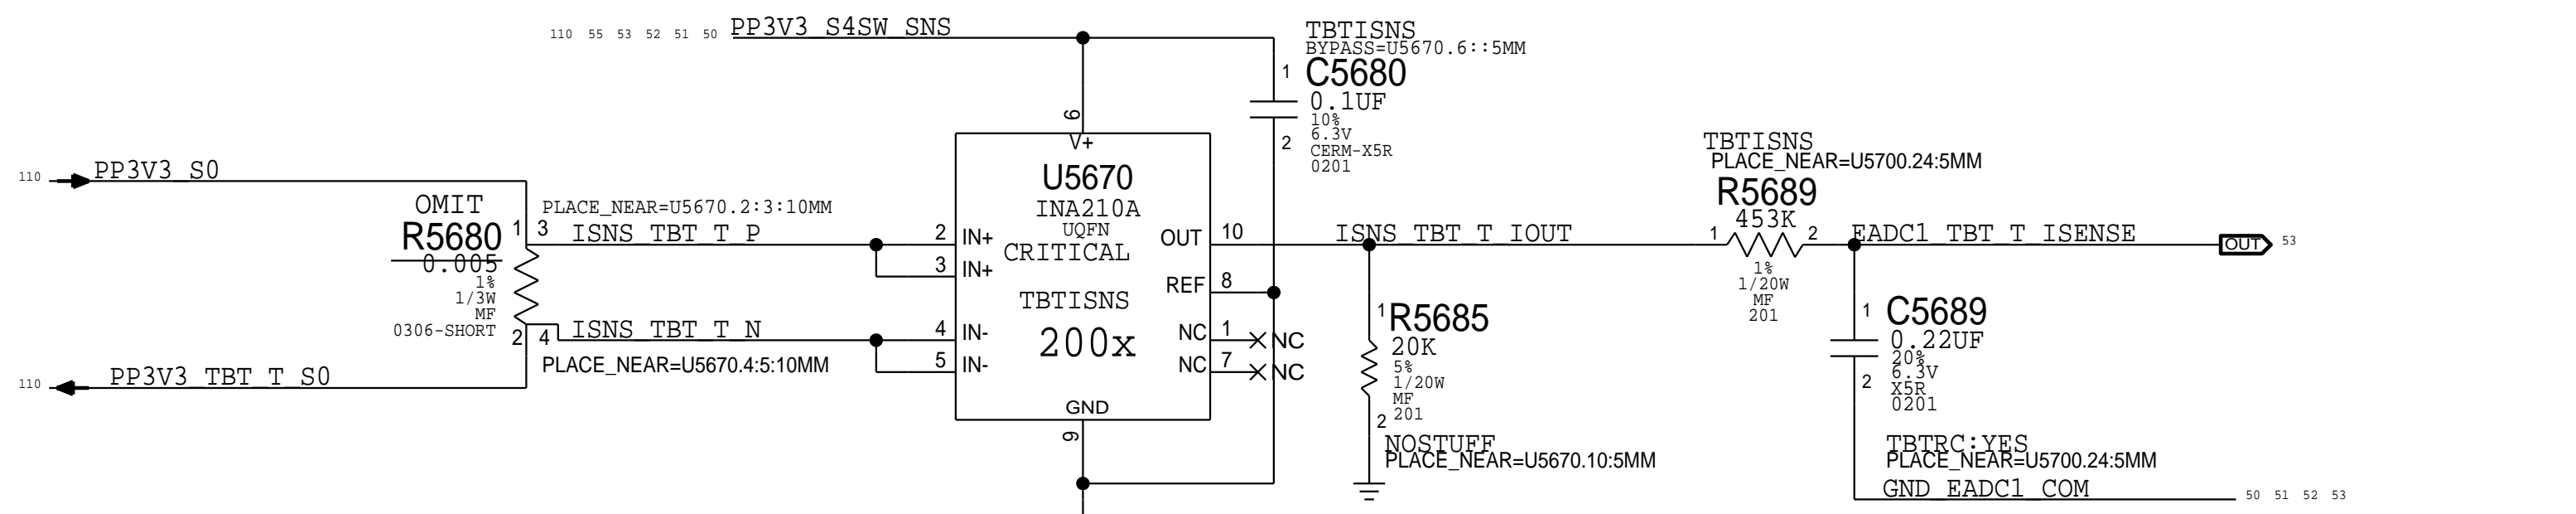 110 55 53 52 51 50 PP3V3_S4SW_SNS
TBTISNS
BYPASS=U5670.6::5MM
1
C5680
0.1UF
10%
6.3V
2
CERM-X5R
0201
6
V+
110 PP3V3_S0
OMIT
R5680
0.005
1%
1/3W
MF
0306-SHORT
1 3
PLACE_NEAR=U5670.2:3:10MM
ISNS_TBT_T_P
2 4
ISNS_TBT_T_N
PLACE_NEAR=U5670.4:5:10MM
110 PP3V3_TBT_T_S0
U5670
INA210A
UQFN
CRITICAL
TBTISNS
200x
2 IN+
3 IN+
4 IN-
5 IN-
OUT 10
REF 8
NC 1 NC
NC 7 NC
GND
9
ISNS_TBT_T_IOUT
1
R5685
20K
5%
1/20W
MF
201
2
NOSTUFF
PLACE_NEAR=U5670.10:5MM
TBTISNS
PLACE_NEAR=U5700.24:5MM
R5689
453K
1 2
1%
1/20W
MF
201
EADC1_TBT_T_ISENSE
OUT 53
1
C5689
0.22UF
20%
6.3V
2
X5R
0201
TBTRC:YES
PLACE_NEAR=U5700.24:5MM
GND_EADC1_COM 50 51 52 53